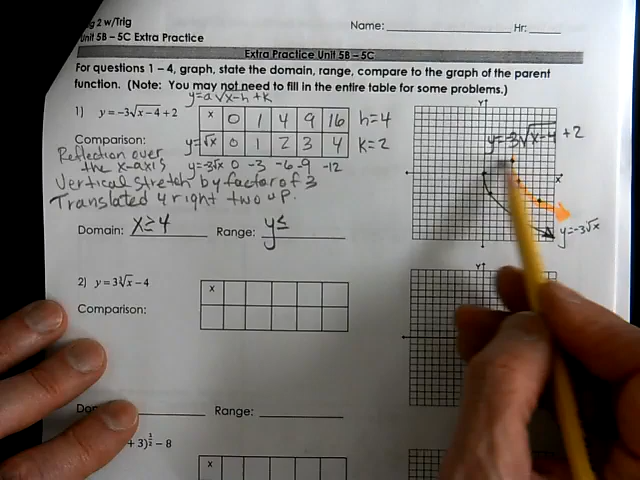 g 2 w/Trig
Name: Hr:
Unit 5B – 5C Extra Practice
Extra Practice Unit 5B – 5C
For questions 1 – 4, graph, state the domain, range, compare to the graph of the parent
function. (Note: You may not need to fill in the entire table for some problems.)
y=a√x-h + k
1) y = −3√x − 4 + 2
x 0 1 4 9 16 h=4
Comparison:
y=√x 0 1 2 3 4 k=2
Reflection over
the x-axis
y=-3√x 0 -3 -6 -9 -12
Vertical stretch by factor of 3
Translated 4 right two up.
Domain: x≥4 Range: y≤
y
y=-3√x-4 +2
x
y=-3√x
2) y = 3∛x − 4
x
Comparison:
y
Range:
+ 3)
− 8
x